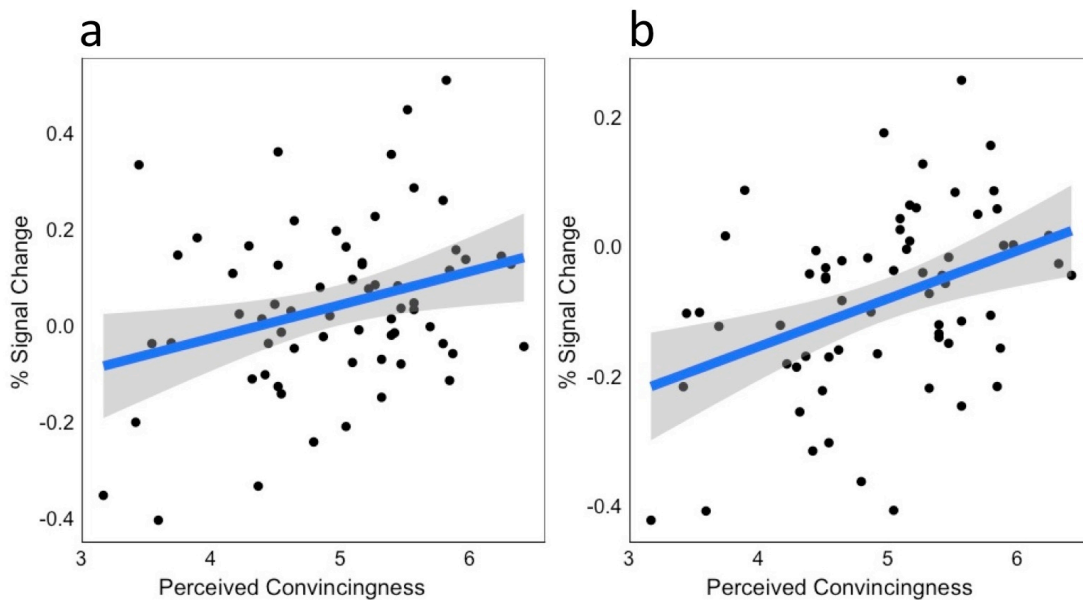 a
0.4
0.2
0.0
-0.2
-0.4
% Signal Change
3 4 5 6
Perceived Convincingness
b
0.2
0.0
-0.2
-0.4
% Signal Change
3 4 5 6
Perceived Convincingness